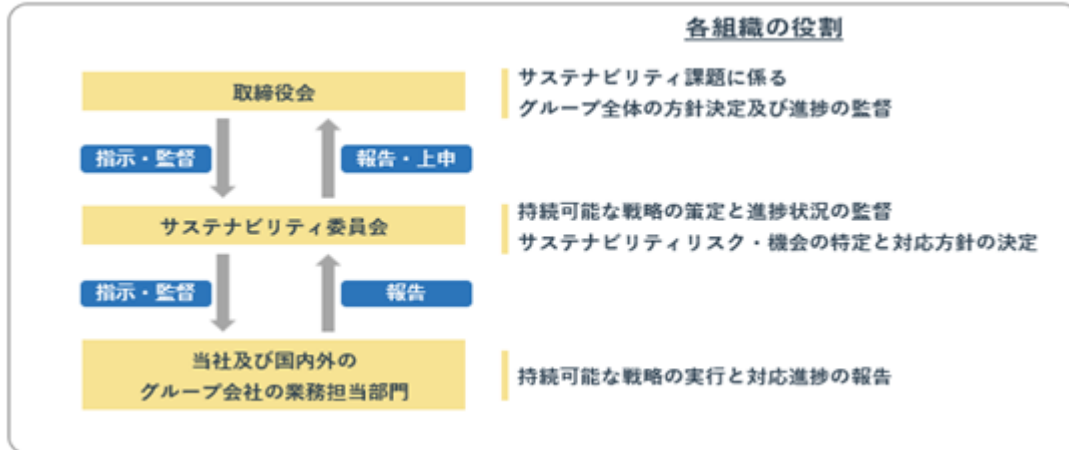 各組織の役割
取締役会
サステナビリティ課題に係る
グループ全体の方針決定及び進捗の監督
指示・監督
報告・上申
サステナビリティ委員会
持続可能な戦略の策定と進捗状況の監督
サステナビリティリスク・機会の特定と対応方針の決定
指示・監督
報告
当社及び国内外の
グループ会社の業務担当部門
持続可能な戦略の実行と対応進捗の報告